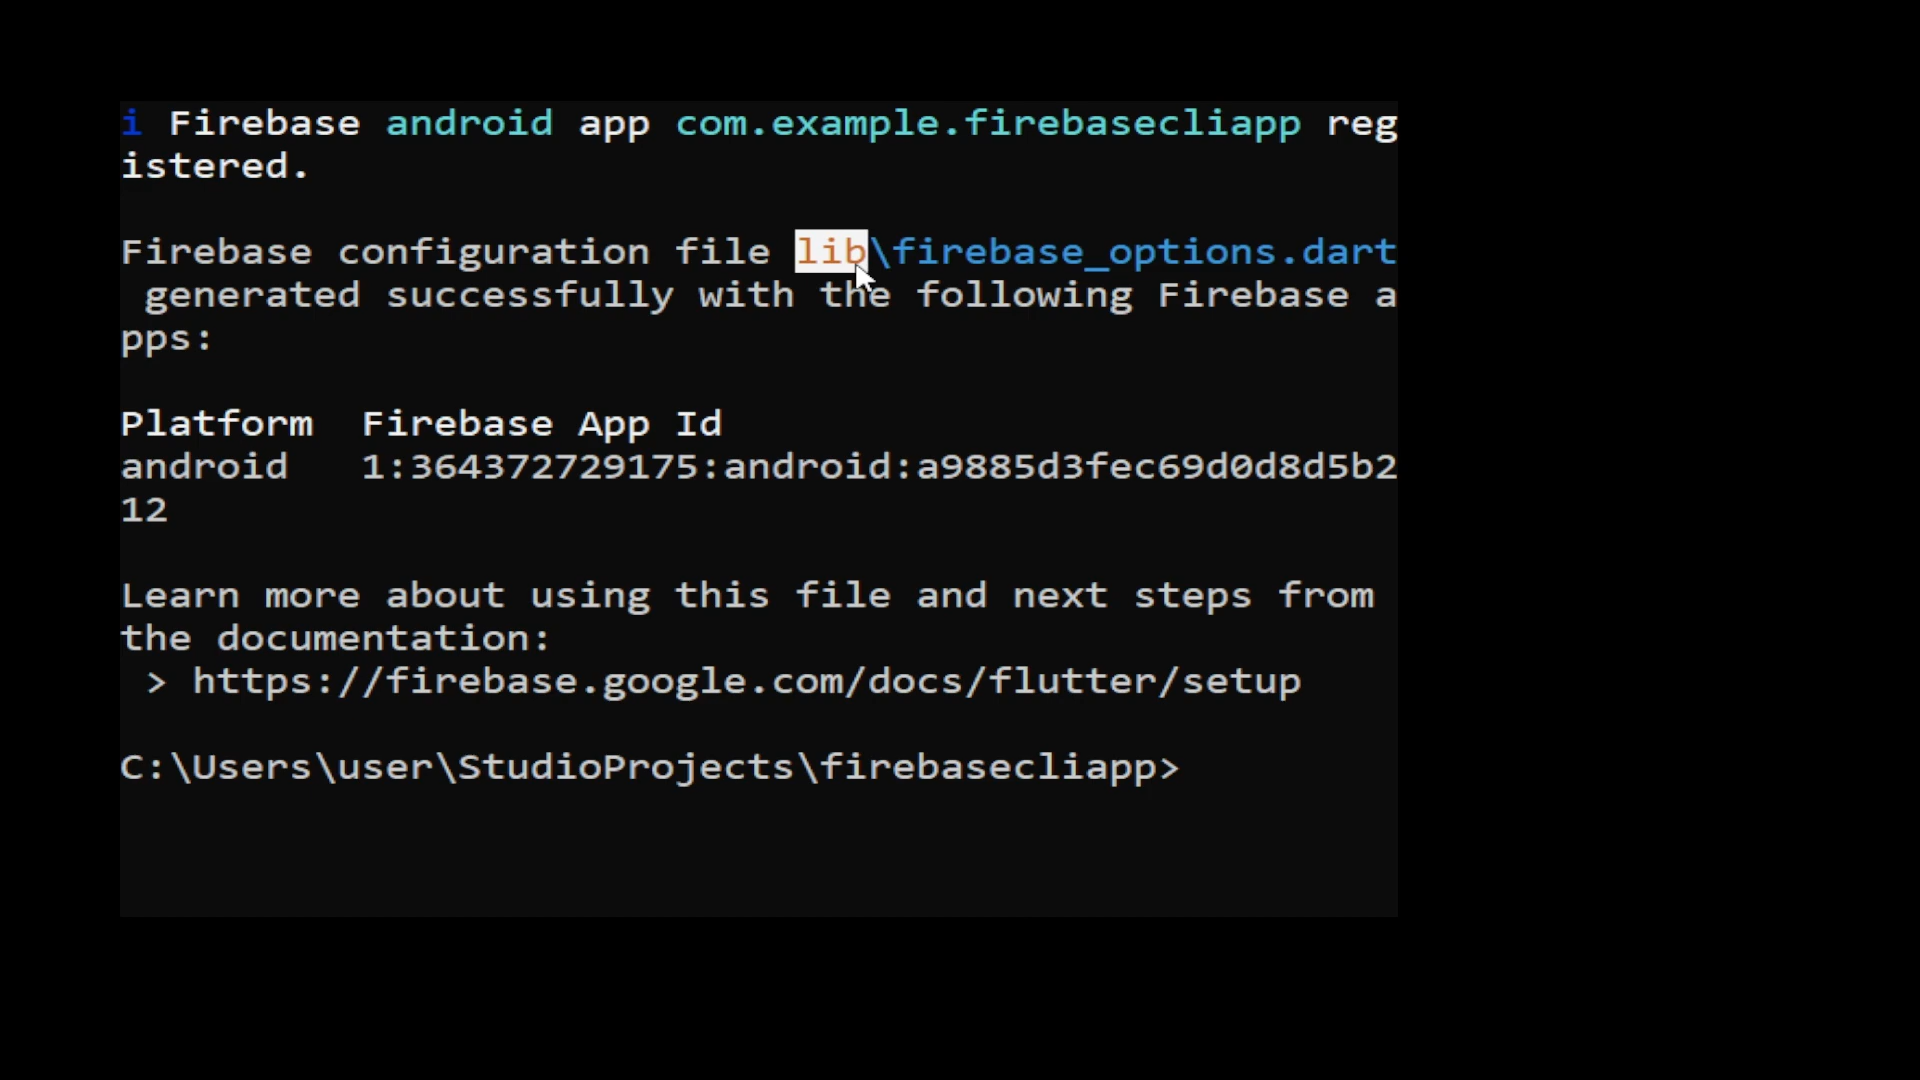 i Firebase android app com.example.firebasecliapp reg
istered.
Firebase configuration file lib\firebase_options.dart
generated successfully with the following Firebase a
pps:
Platform Firebase App Id
android 1:364372729175:android:a9885d3fec69d0d8d5b2
12
Learn more about using this file and next steps from
the documentation:
> https://firebase.google.com/docs/flutter/setup
C:\Users\user\StudioProjects\firebasecliapp>